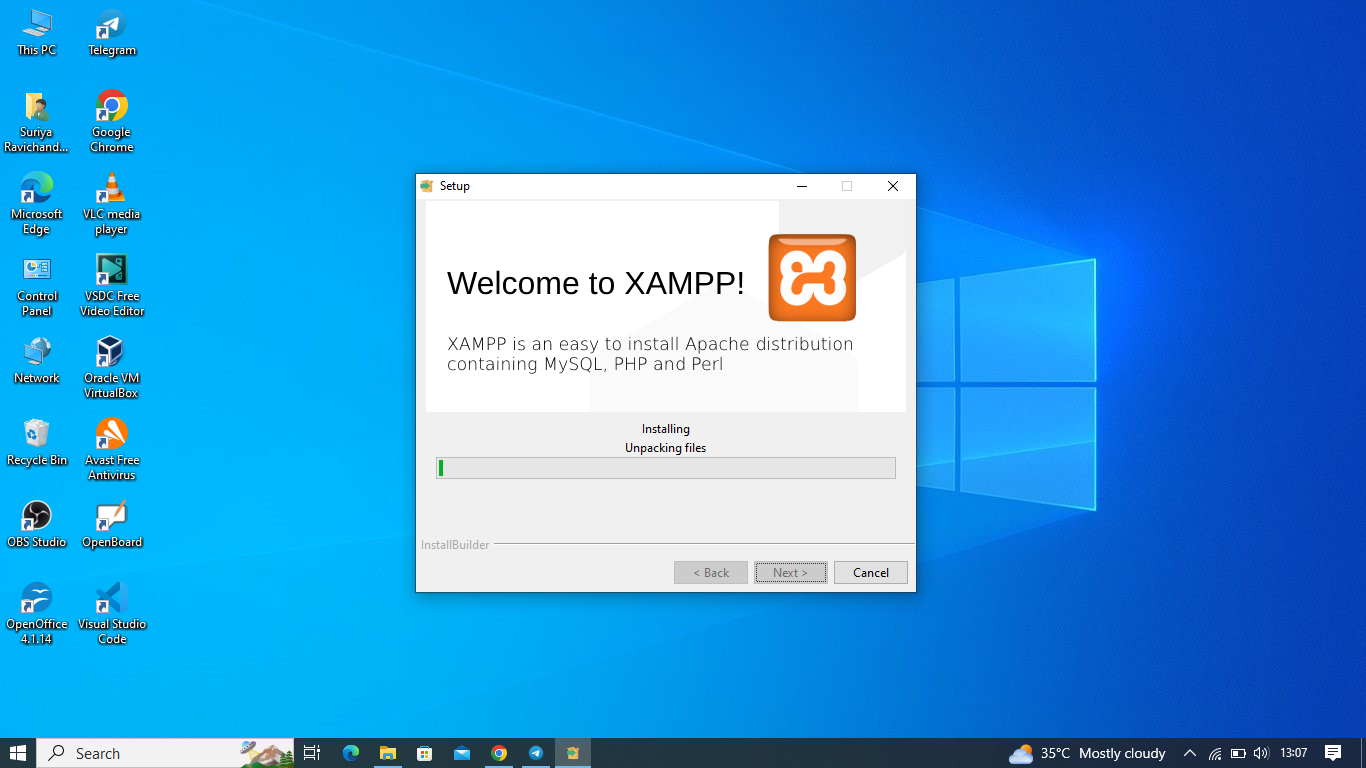 This PC
Telegram
Suriya
Ravichand...
Google
Chrome
Microsoft
Edge
VLC media
player
Control
Panel
VSDC Free
Video Editor
Network
Oracle VM
VirtualBox
Recycle Bin
Avast Free
Antivirus
OBS Studio
OpenBoard
OpenOffice
4.1.14
Visual Studio
Code
Setup
Welcome to XAMPP!
XAMPP is an easy to install Apache distribution
containing MySQL, PHP and Perl
Installing
Unpacking files
InstallBuilder
< Back
Next >
Cancel
Search
35°C Mostly cloudy
13:07